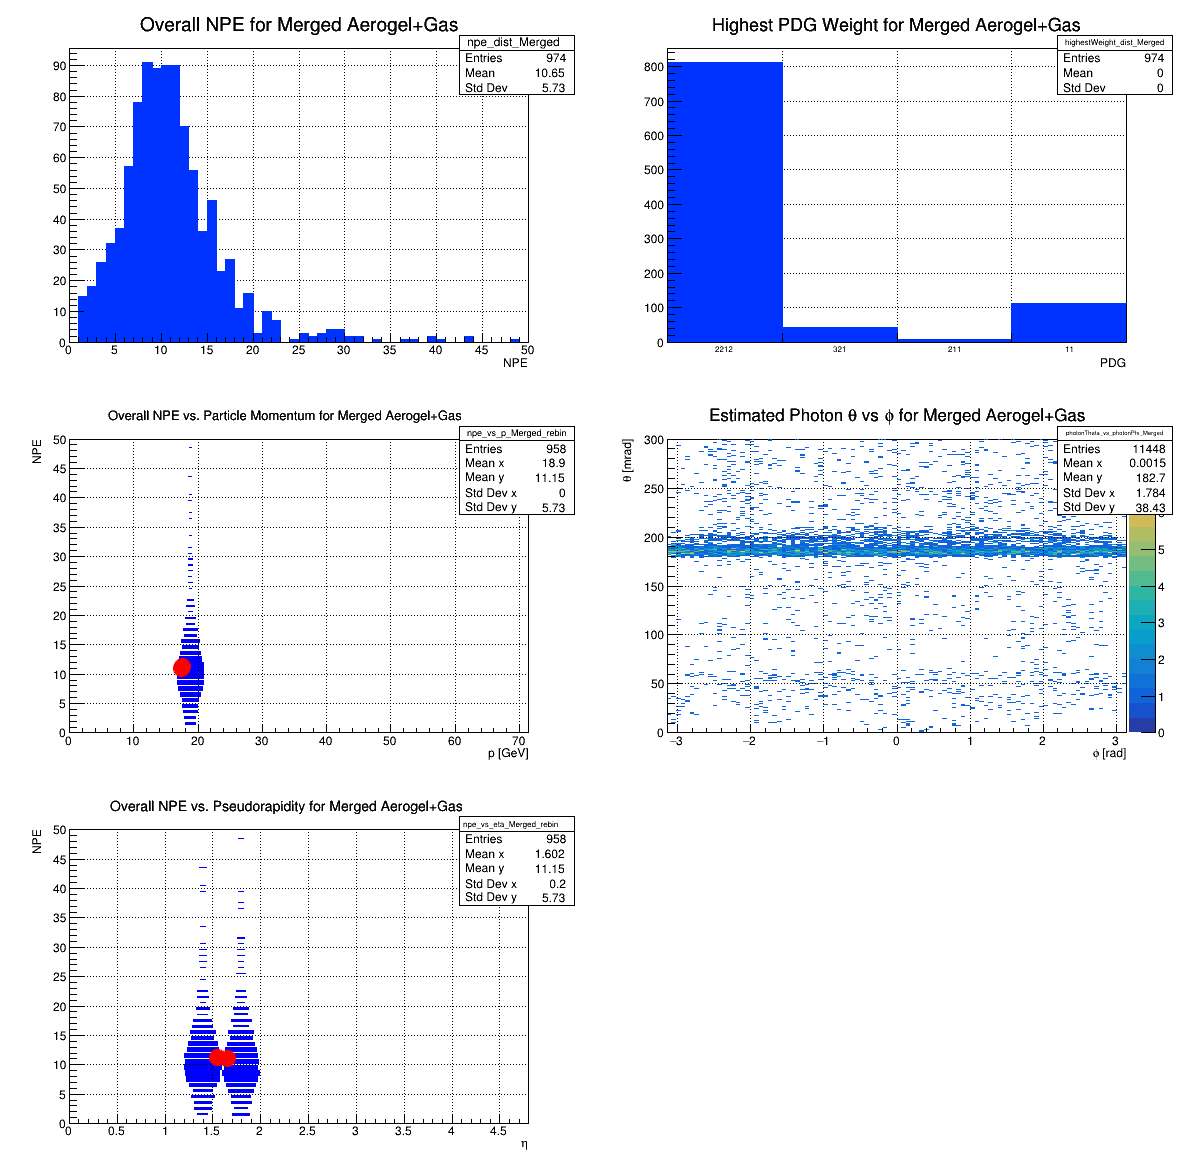 Overall NPE for Merged Aerogel+Gas
npe_dist_Merged
Entries 974
Mean 10.65
Std Dev 5.73
90
80
70
60
50
40
30
20
10
0
0 5 10 15 20 25 30 35 40 45 50
NPE
Highest PDG Weight for Merged Aerogel+Gas
highestWeight_dist_Merged
Entries 974
Mean 0
Std Dev 0
800
700
600
500
400
300
200
100
0
2212 321 211 11
PDG
Overall NPE vs. Particle Momentum for Merged Aerogel+Gas
npe_vs_p_Merged_rebin
Entries 958
Mean x 18.9
Mean y 11.15
Std Dev x 0
Std Dev y 5.73
NPE
50
45
40
35
30
25
20
15
10
5
0
0 10 20 30 40 50 60 70
p [GeV]
Estimated Photon θ vs ϕ for Merged Aerogel+Gas
photonTheta_vs_photonPhi_Merged
Entries 11448
Mean x 0.0015
Mean y 182.7
Std Dev x 1.784
Std Dev y 38.43
θ [mrad]
300
250
200
150
100
50
0
−3 −2 −1 0 1 2 3
ϕ [rad]
5
4
3
2
1
0
Overall NPE vs. Pseudorapidity for Merged Aerogel+Gas
npe_vs_eta_Merged_rebin
Entries 958
Mean x 1.602
Mean y 11.15
Std Dev x 0.2
Std Dev y 5.73
NPE
50
45
40
35
30
25
20
15
10
5
0
0 0.5 1 1.5 2 2.5 3 3.5 4 4.5
η